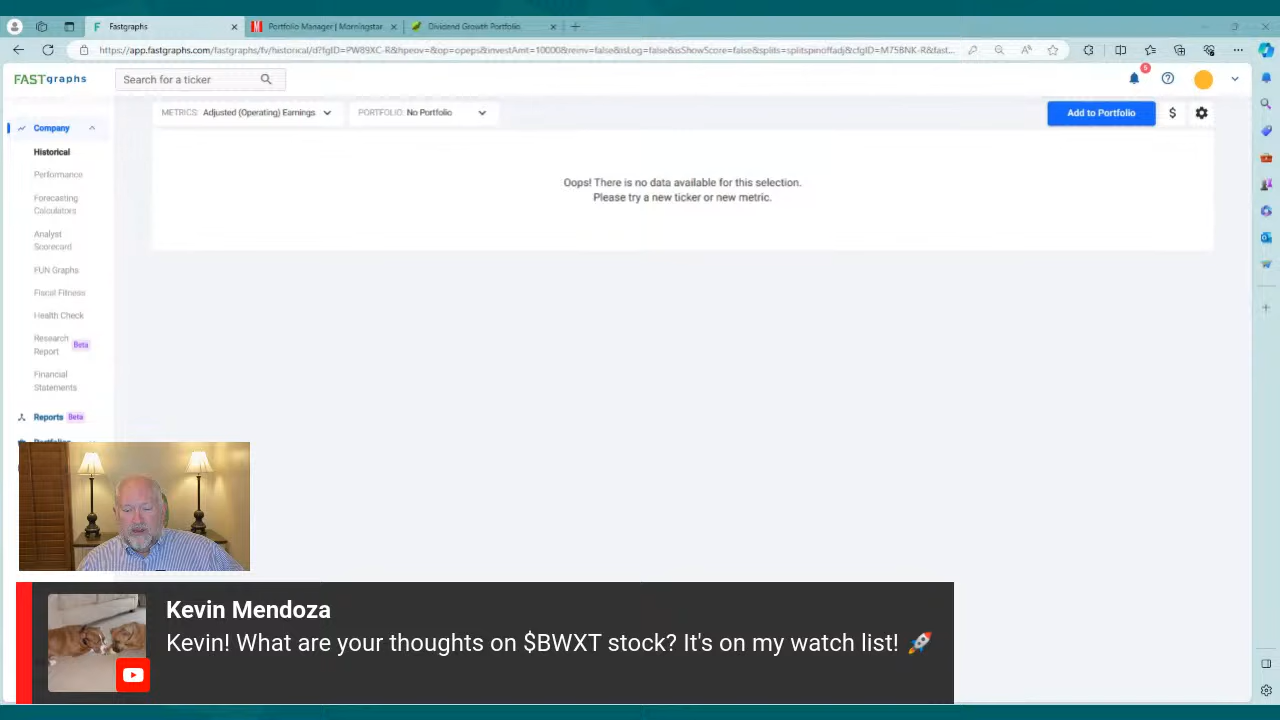 Fastgraphs
Portfolio Manager | Morningstar
Dividend Growth Portfolio.
https://app.fastgraphs.com/fastgraphs/fv/historical/d?fgID=PW89XC-R&hpeov=&op=opeps&investAmt=10000&reinv=false&isLog=false&isShowScore=false&splits=splitspinoffadj&cfgID=M75BNK-R&fast...
FASTgraphs
Search for a ticker
5
METRICS: Adjusted (Operating) Earnings
PORTFOLIO: No Portfolio
Add to Portfolio
$
Company
Historical
Performance
Forecasting
Calculators
Analyst
Scorecard
FUN Graphs
Fiscal Fitness
Health Check
Research
Report
Beta
Financial
Statements
Reports Beta
Oops! There is no data available for this selection.
Please try a new ticker or new metric.
Kevin Mendoza
Kevin! What are your thoughts on $BWXT stock? It's on my watch list! 🚀